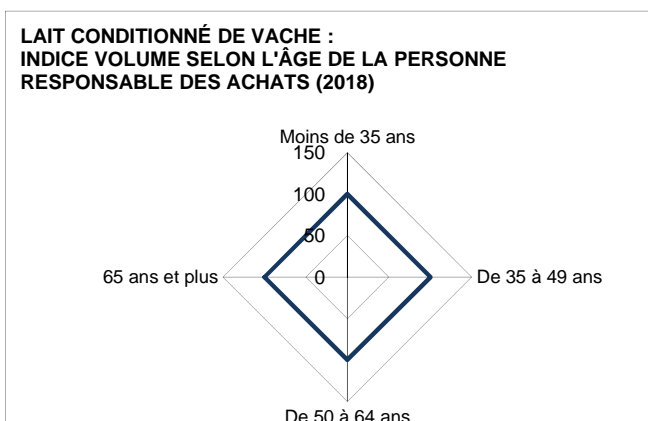 LAIT CONDITIONNÉ DE VACHE :
INDICE VOLUME SELON L'ÂGE DE LA PERSONNE
RESPONSABLE DES ACHATS (2018)
Moins de 35 ans
150
100
50
65 ans et plus
0
De 35 à 49 ans
De 50 à 64 ans